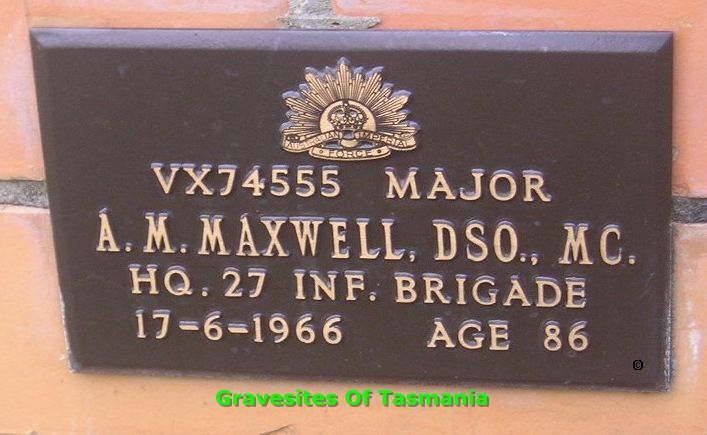 AUSTRALIAN IMPERIAL
FORCE
VX74555 MAJOR
A. M. MAXWELL, DSO., MC.
HQ. 27 INF. BRIGADE
17-6-1966 AGE 86
©
Gravesites Of Tasmania